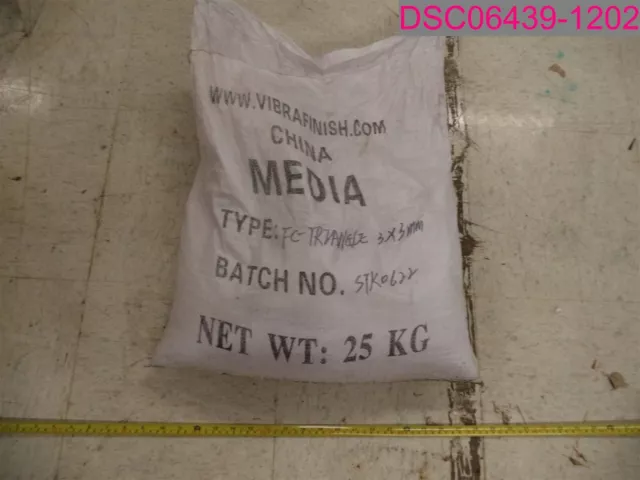 DSC06439-1202
WWW.VIBRAFINISH.COM
CHINA
MEDIA
TYPE: FC-TRIANGLE 3X3mm
BATCH NO. STK0622
NET WT: 25 KG